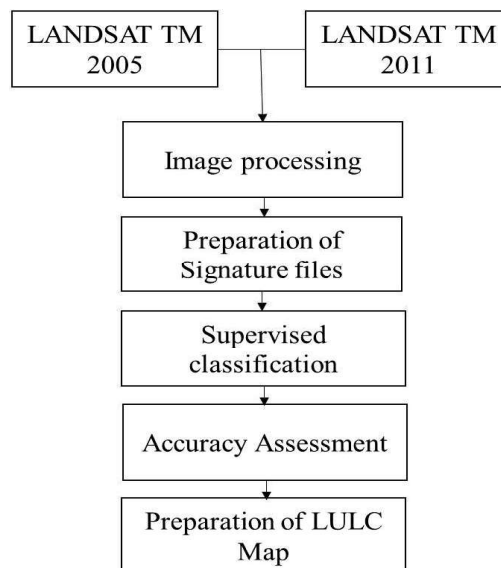 LANDSAT TM
2005
LANDSAT TM
2011
Image processing
Preparation of
Signature files
Supervised
classification
Accuracy Assessment
Preparation of LULC
Map